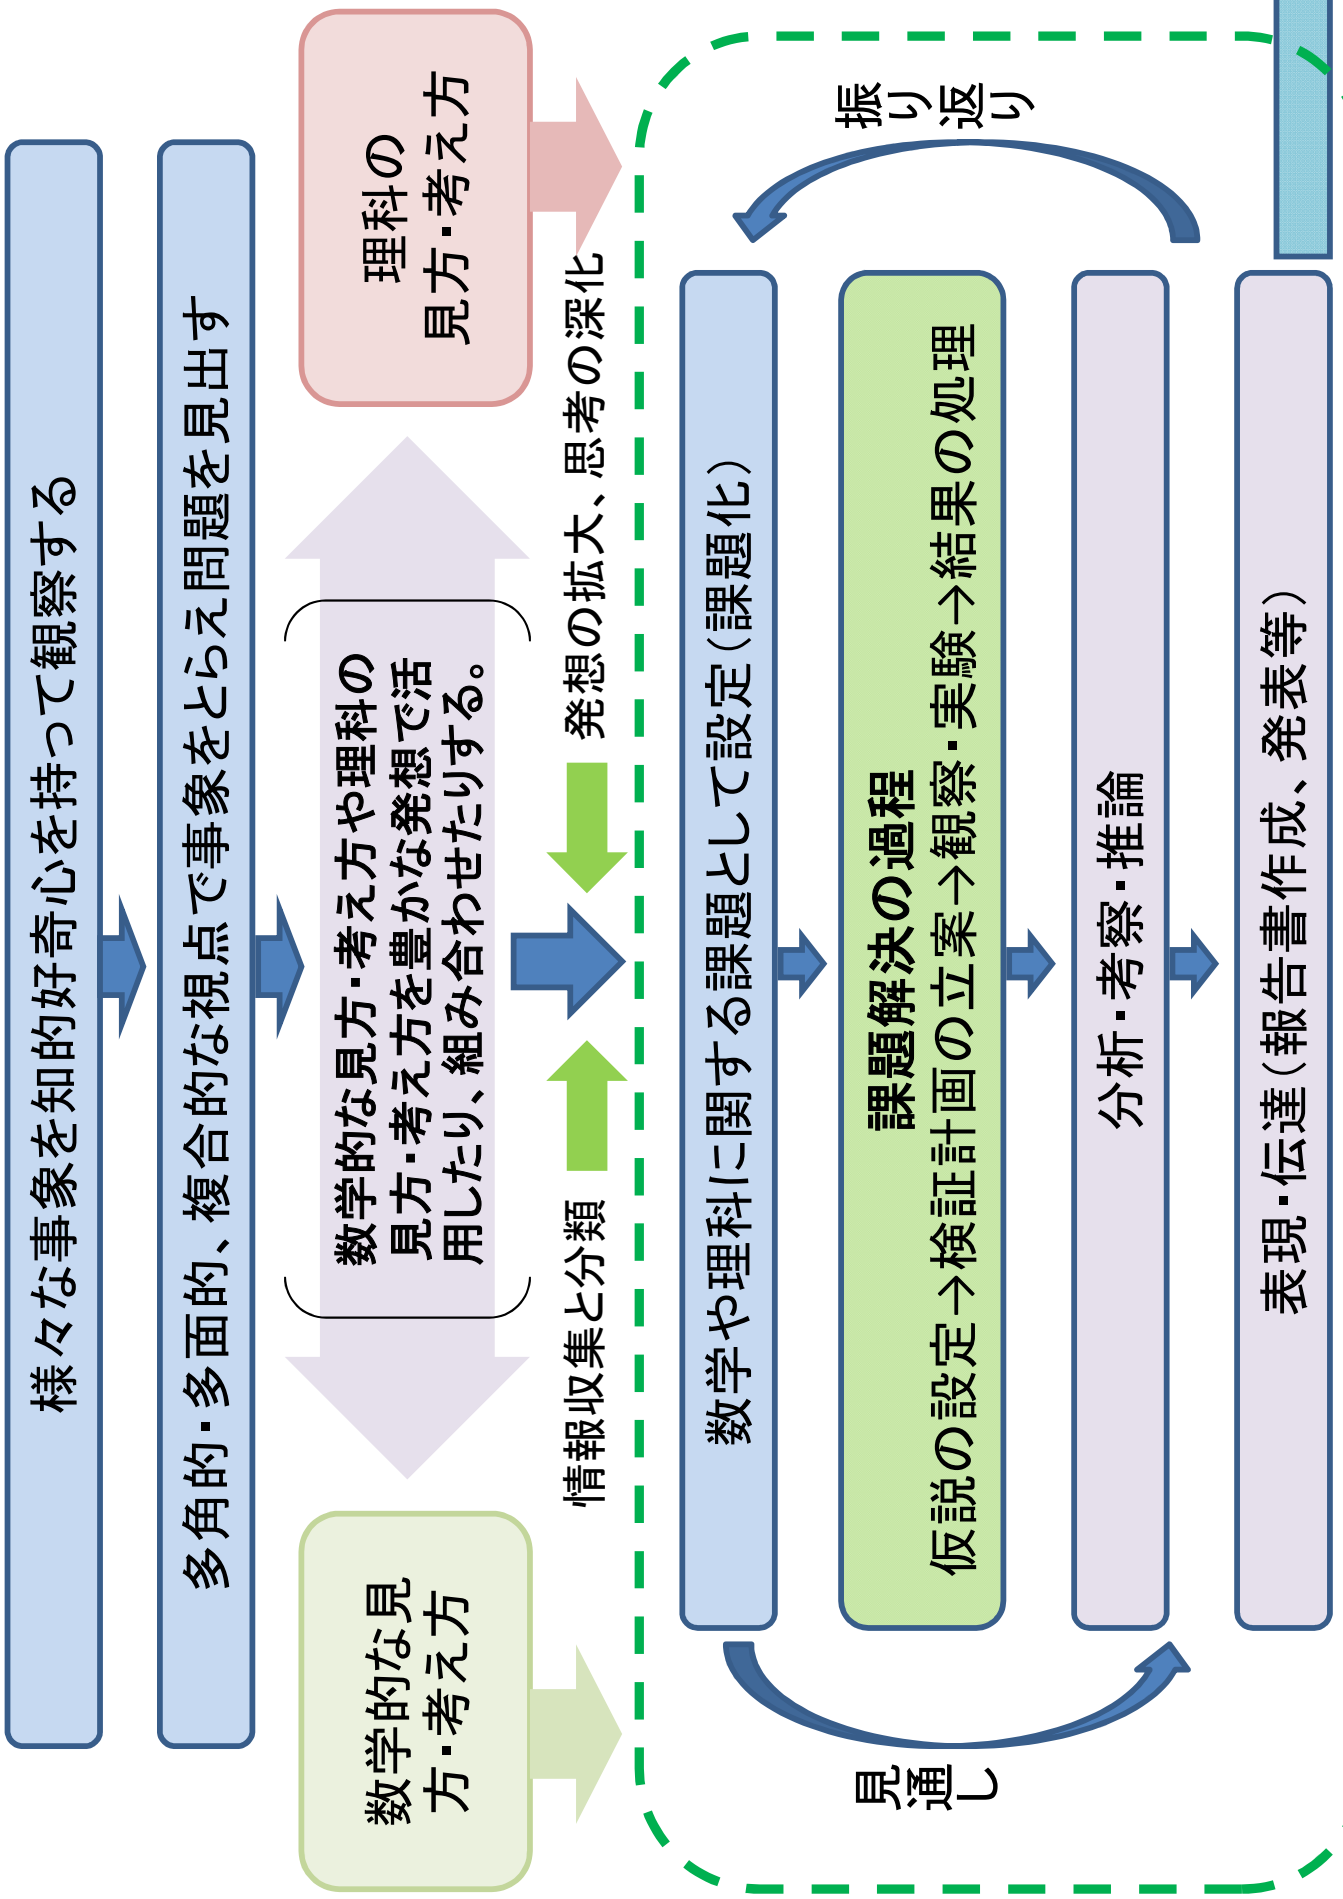 様々な事象を知的好奇心を持って観察する
多角的・多面的、複合的な視点で事象をとらえ問題を見出す
数学的な見
方・考え方
数学的な見方・考え方や理科の
見方・考え方を豊かな発想で活
用したり、組み合わせたりする。
理科の
見方・考え方
情報収集と分類
発想の拡大、思考の深化
数学や理科に関する課題として設定(課題化)
課題解決の過程
仮説の設定→検証計画の立案→観察・実験→結果の処理
分析・考察・推論
表現・伝達(報告書作成、発表等)
見通し
振り返り